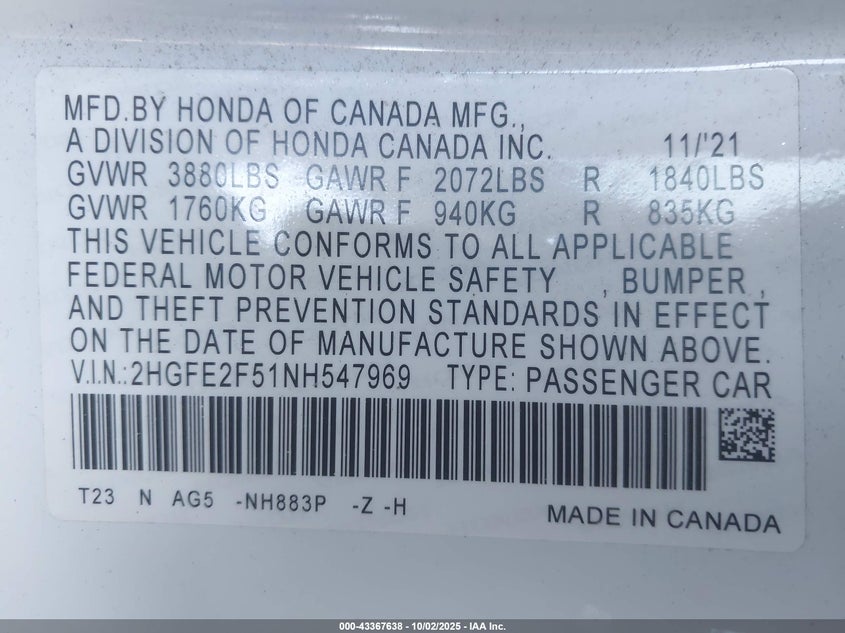 MFD.BY HONDA OF CANADA MFG.,
A DIVISION OF HONDA CANADA INC. 11/'21
GVWR 3880LBS GAWR F 2072LBS R 1840LBS
GVWR 1760KG GAWR F 940KG R 835KG
THIS VEHICLE CONFORMS TO ALL APPLICABLE
FEDERAL MOTOR VEHICLE SAFETY , BUMPER ,
AND THEFT PREVENTION STANDARDS IN EFFECT
ON THE DATE OF MANUFACTURE SHOWN ABOVE.
V.I.N.:2HGFE2F51NH547969 TYPE: PASSENGER CAR
T23 N AG5 -NH883P -Z -H
MADE IN CANADA
000-43367638 - 10/02/2025 - IAA Inc.